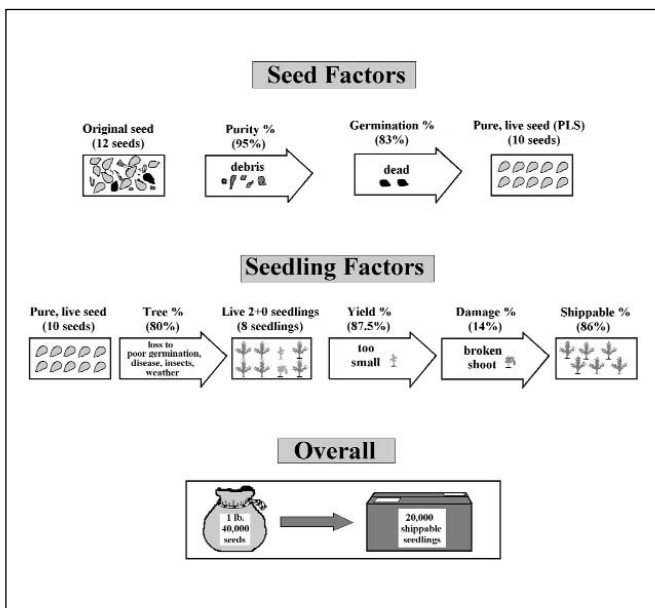 Seed Factors
Original seed
(12 seeds)
Purity %
(95%)
debris
Germination %
(83%)
dead
Pure, live seed (PLS)
(10 seeds)
Seedling Factors
Pure, live seed
(10 seeds)
Tree %
(80%)
loss to
poor germination,
disease, insects,
weather
Live 2+0 seedlings
(8 seedlings)
Yield %
(87.5%)
too
small
Damage %
(14%)
broken
shoot
Shippable %
(86%)
Overall
1 lb.
40,000
seeds
20,000
shippable
seedlings